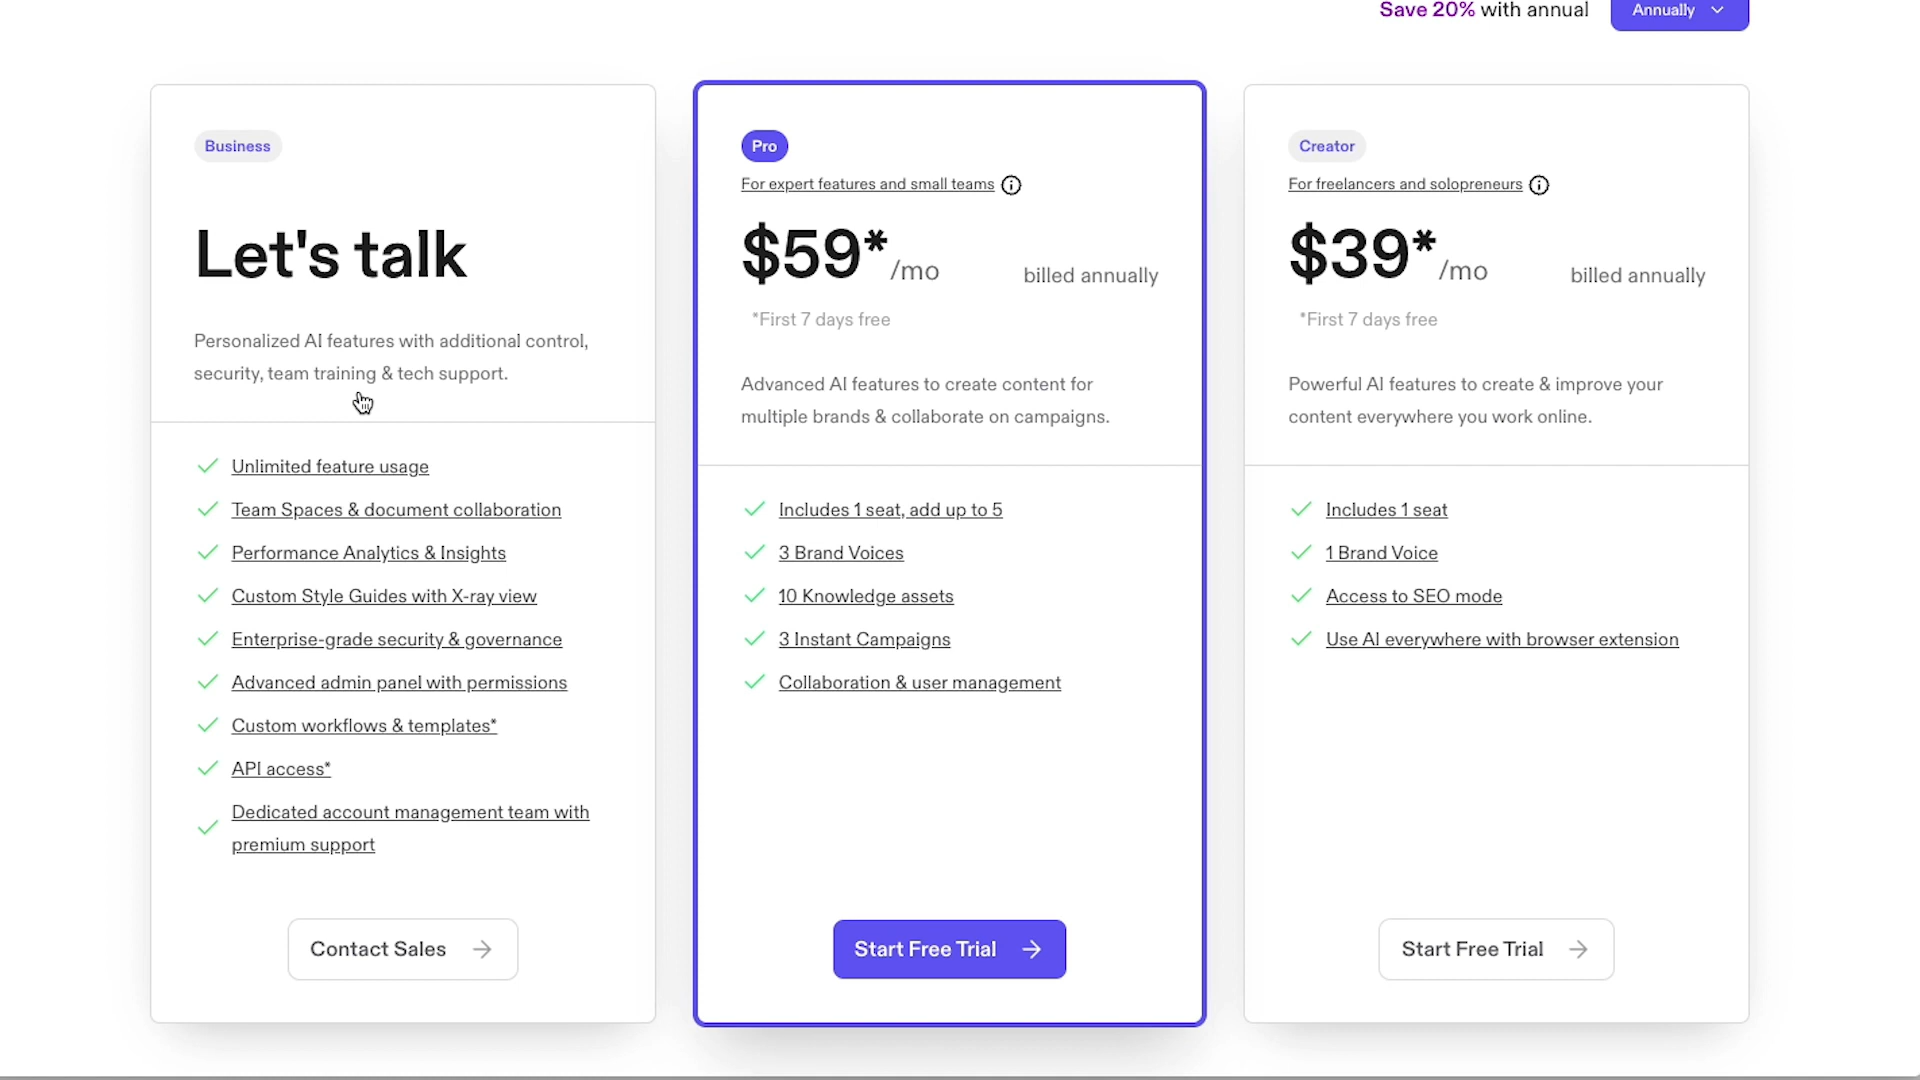 Save 20% with annual
Annually
Business
Let's talk
Personalized AI features with additional control,
security, team training & tech support.
Unlimited feature usage
Team Spaces & document collaboration
Performance Analytics & Insights
Custom Style Guides with X-ray view
Enterprise-grade security & governance
Advanced admin panel with permissions
Custom workflows & templates*
API access*
Dedicated account management team with
premium support
Contact Sales
Pro
For expert features and small teams
$59*/mo billed annually
*First 7 days free
Advanced AI features to create content for
multiple brands & collaborate on campaigns.
Includes 1 seat, add up to 5
3 Brand Voices
10 Knowledge assets
3 Instant Campaigns
Collaboration & user management
Start Free Trial
Creator
For freelancers and solopreneurs
$39*/mo billed annually
*First 7 days free
Powerful AI features to create & improve your
content everywhere you work online.
Includes 1 seat
1 Brand Voice
Access to SEO mode
Use AI everywhere with browser extension
Start Free Trial